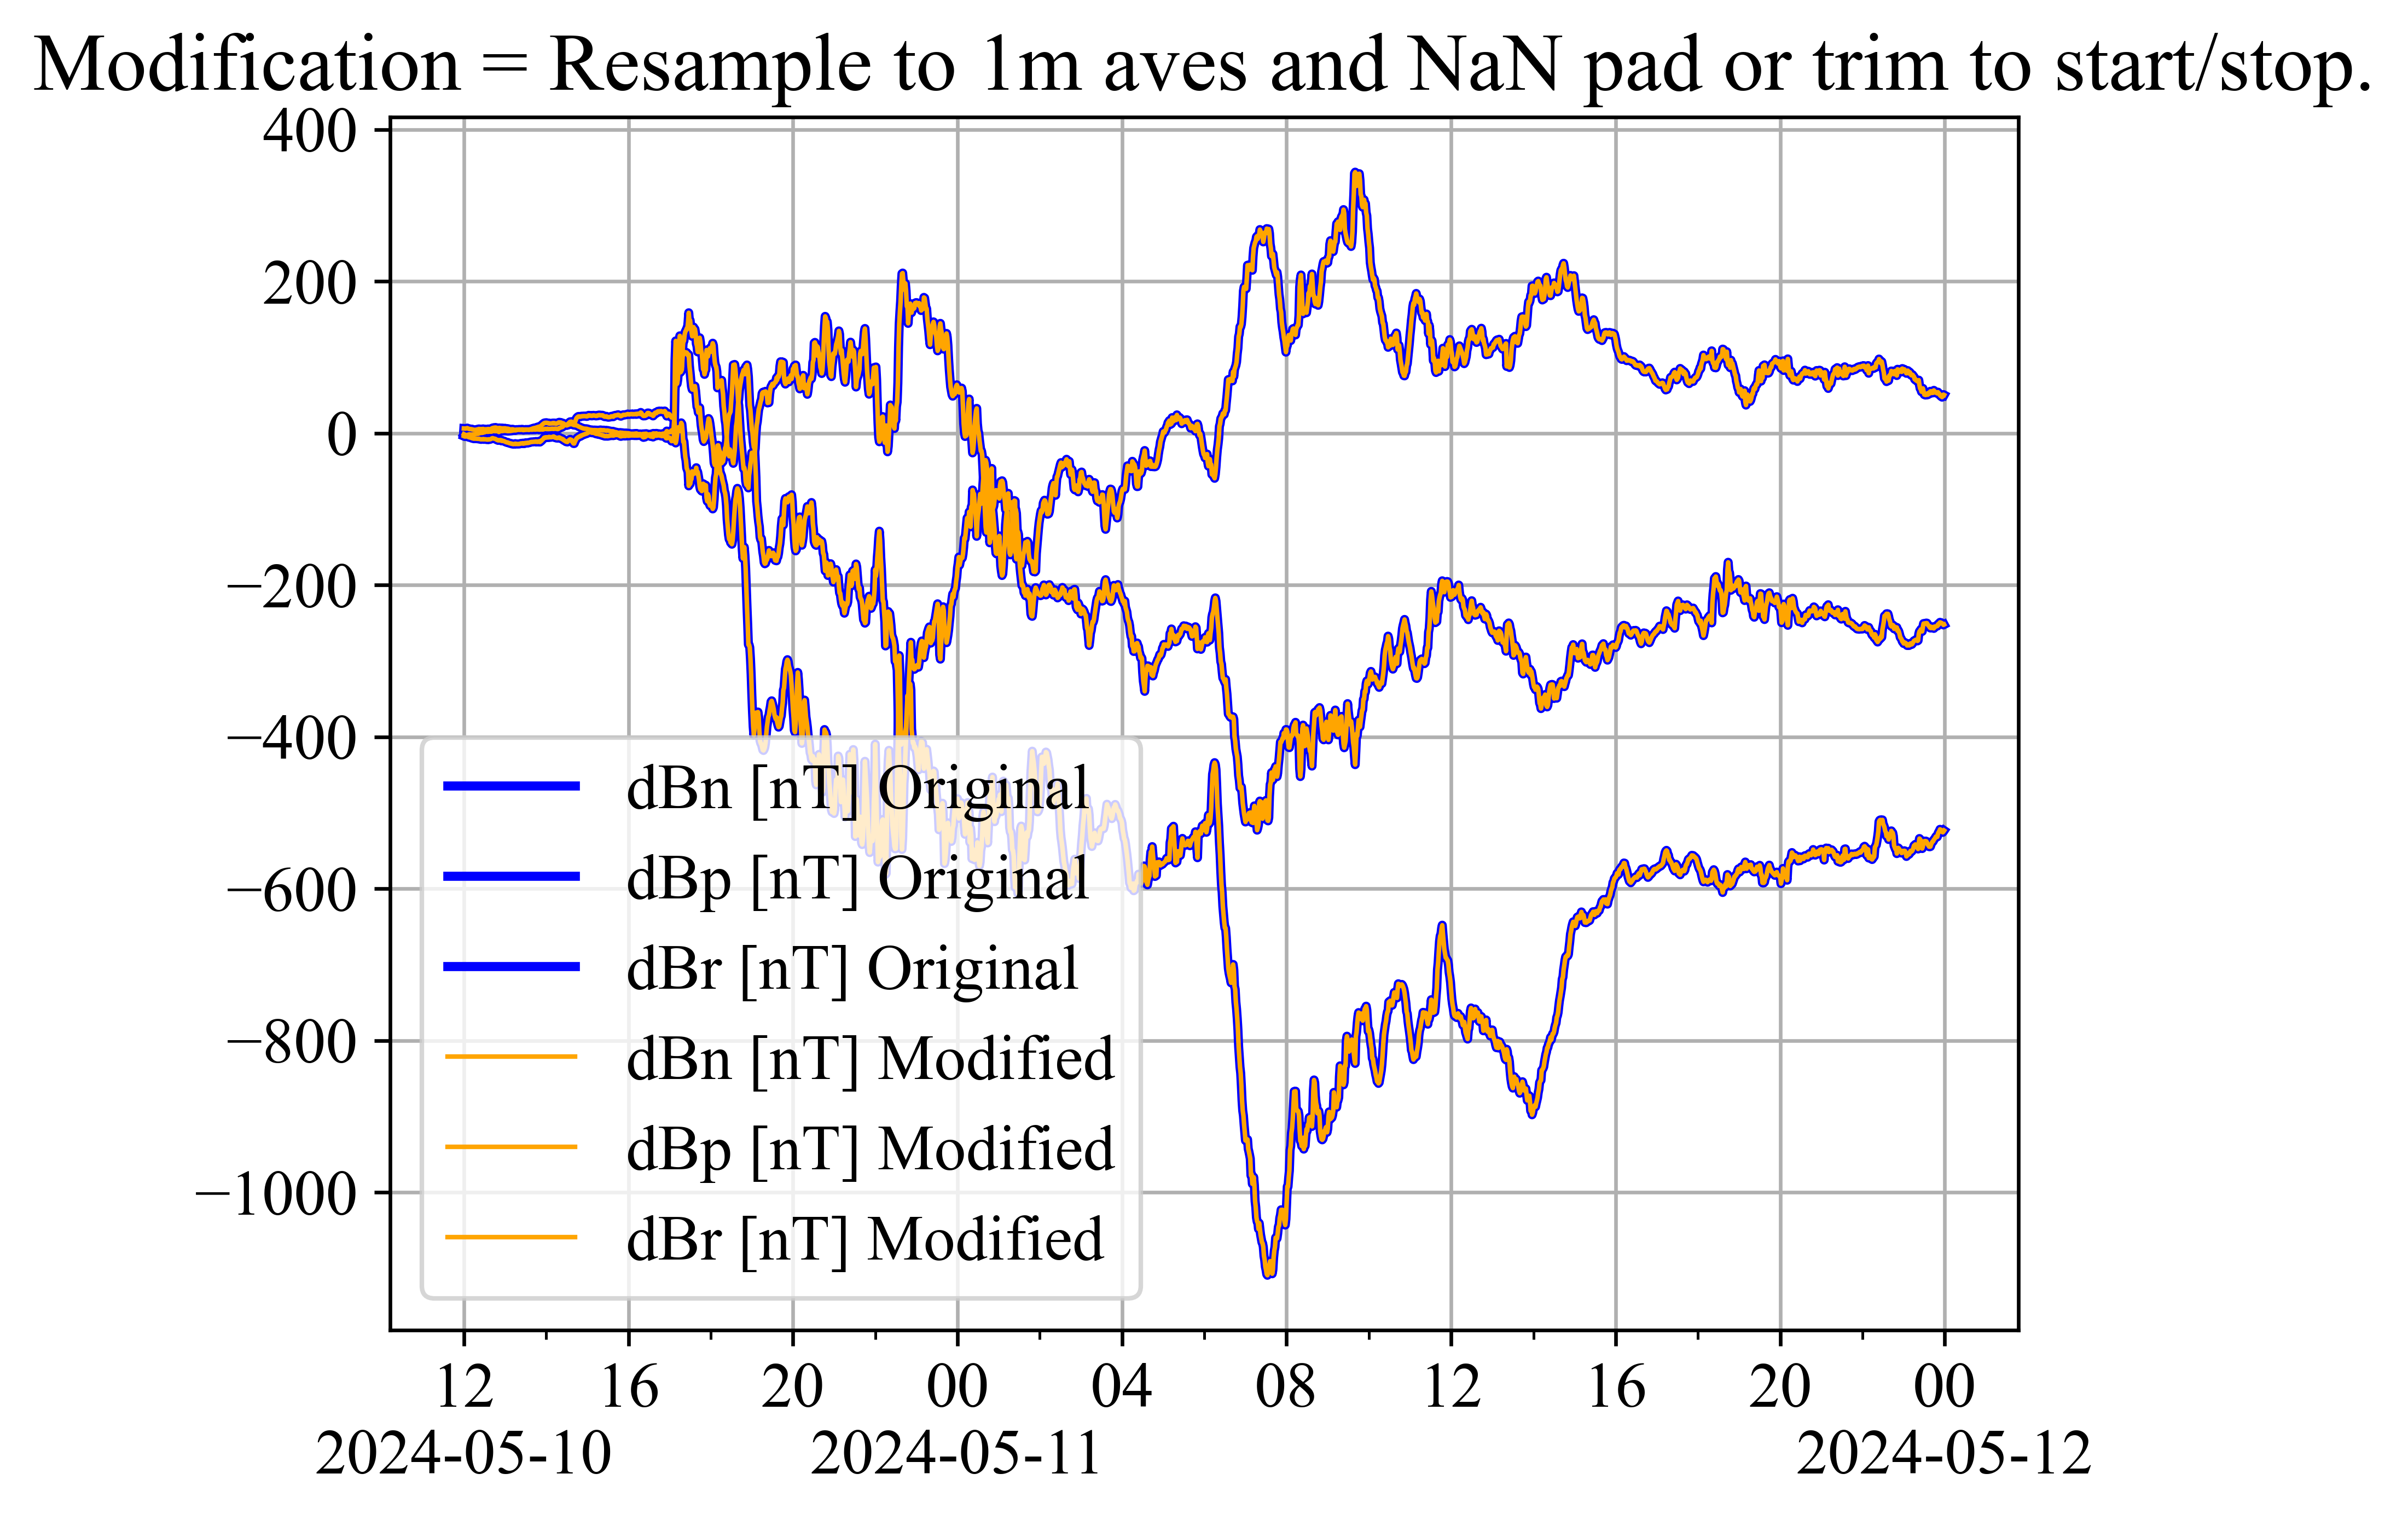 Modification = Resample to 1m aves and NaN pad or trim to start/stop.
400
200
0
−200
−400
−600
−800
−1000
dBn [nT] Original
dBp [nT] Original
dBr [nT] Original
dBn [nT] Modified
dBp [nT] Modified
dBr [nT] Modified
12 16 20 00 04 08 12 16 20 00
2024-05-10 2024-05-11 2024-05-12